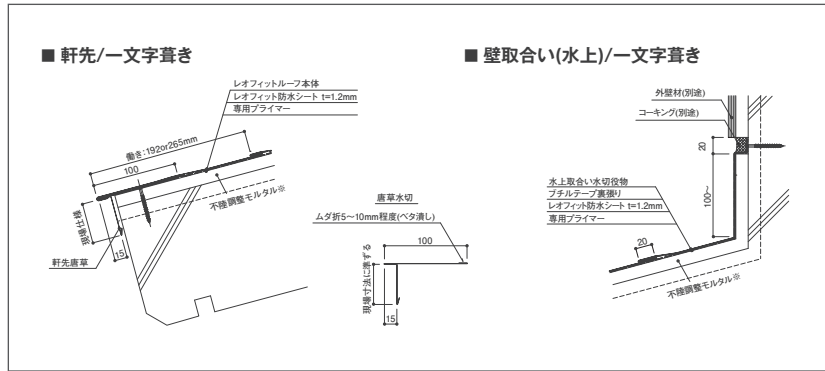 ■ 軒先/一文字葺き
レオフィットルーフ本体
レオフィット防水シート t=1.2mm
専用プライマー
働き:192or265mm
100
不陸調整モルタル※
現場仕様
15
軒先唐草
唐草水切
ムダ折5〜10mm程度(ベタ潰し)
100
現場寸法に準ずる
15
■ 壁取合い(水上)/一文字葺き
外壁材(別途)
コーキング(別途)
20
水上取合い水切役物
ブチルテープ裏張り
レオフィット防水シート t=1.2mm
専用プライマー
100~
20
不陸調整モルタル※